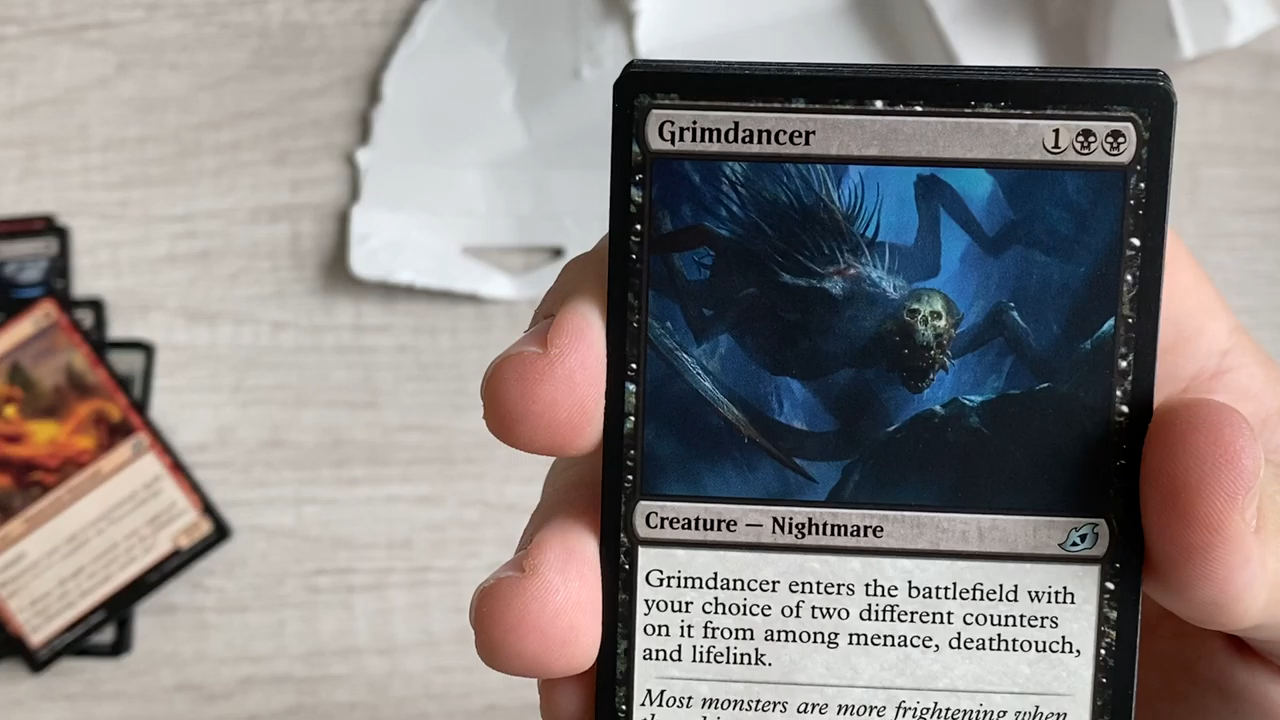 Grimdancer 1
Creature — Nightmare
Grimdancer enters the battlefield with
your choice of two different counters
on it from among menace, deathtouch,
and lifelink.
Most monsters are more frightening when